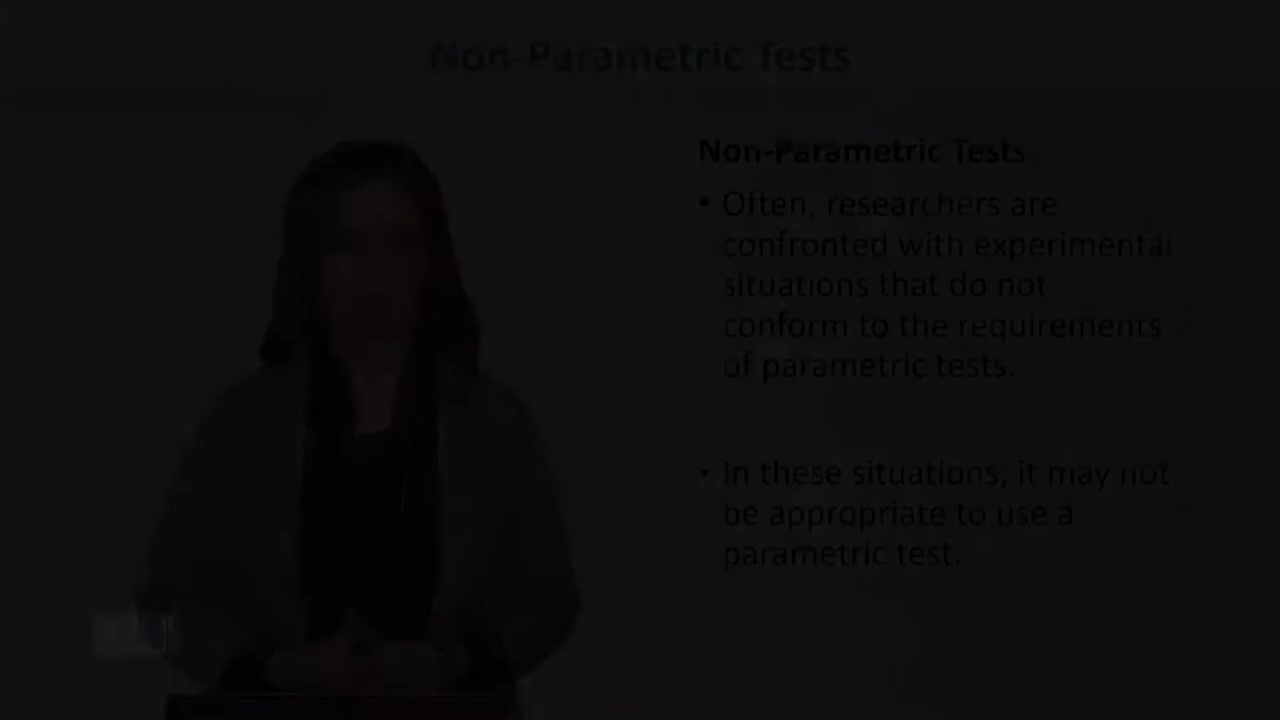 Non-Parametric Tests
Non-Parametric Tests
• Often, researchers are
confronted with experimental
situations that do not
conform to the requirements
of parametric tests.
• In these situations, it may not
be appropriate to use a
parametric test.